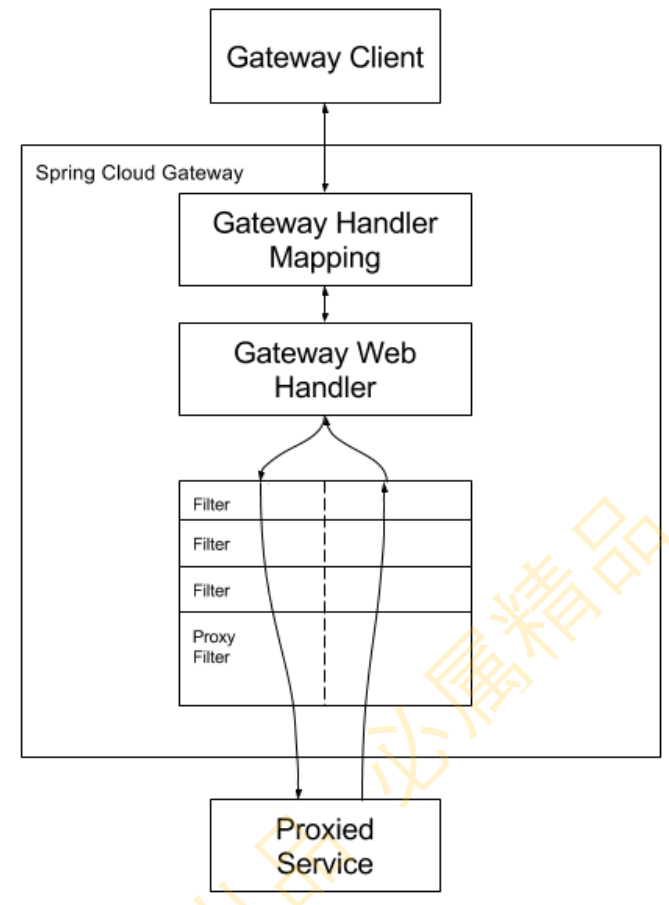 Gateway Client
Spring Cloud Gateway
Gateway Handler
Mapping
Gateway Web
Handler
Filter
Filter
Filter
Proxy
Filter
Proxied
Service
必属精品
品